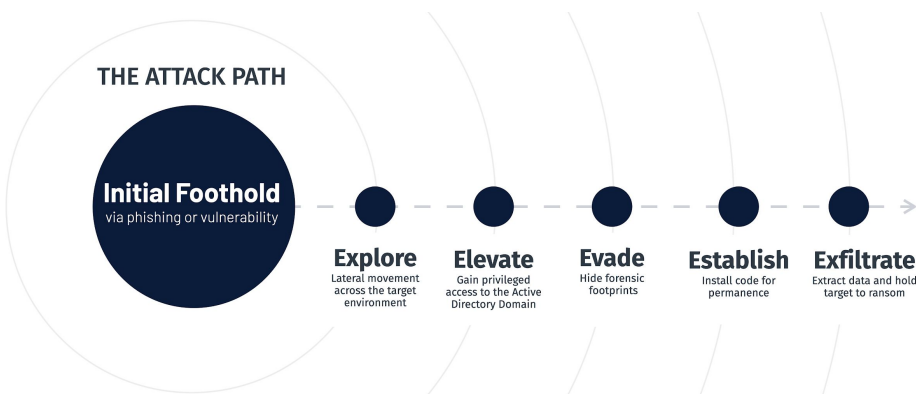 THE ATTACK PATH
Initial Foothold
via phishing or vulnerability
Explore
Lateral movement
across the target
environment
Elevate
Gain privileged
access to the Active
Directory Domain
Evade
Hide forensic
footprints
Establish
Install code for
permanence
Exfiltrate
Extract data and hold
target to ransom